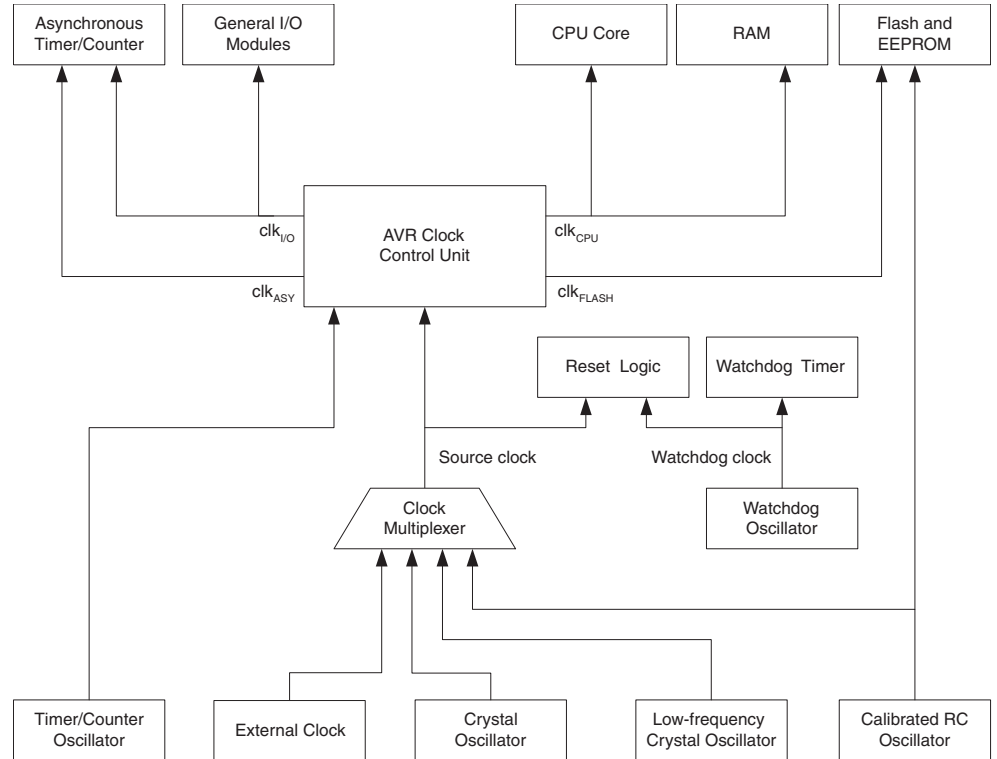 Asynchronous
Timer/Counter
General I/O
Modules
CPU Core
RAM
Flash and
EEPROM
clkI/O
AVR Clock
Control Unit
clkCPU
clkASY
clkFLASH
Reset Logic
Watchdog Timer
Source clock
Watchdog clock
Clock
Multiplexer
Watchdog
Oscillator
Timer/Counter
Oscillator
External Clock
Crystal
Oscillator
Low-frequency
Crystal Oscillator
Calibrated RC
Oscillator